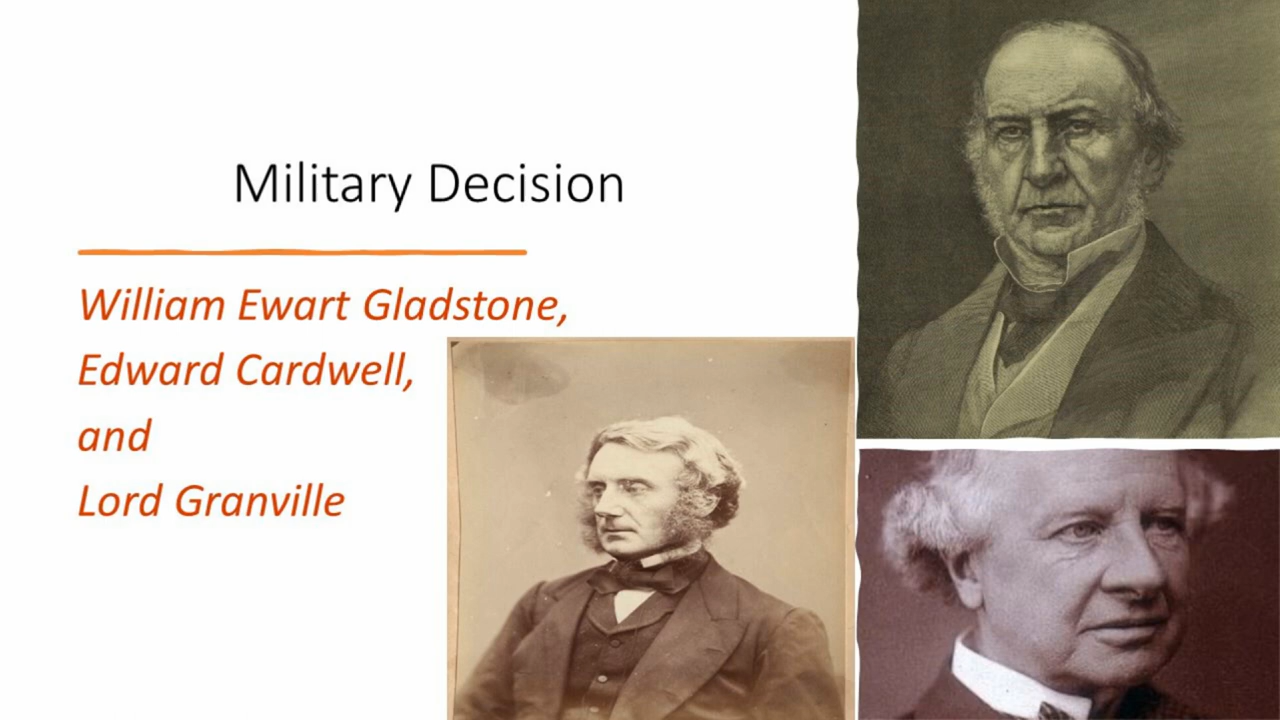 Military Decision
William Ewart Gladstone,
Edward Cardwell,
and
Lord Granville